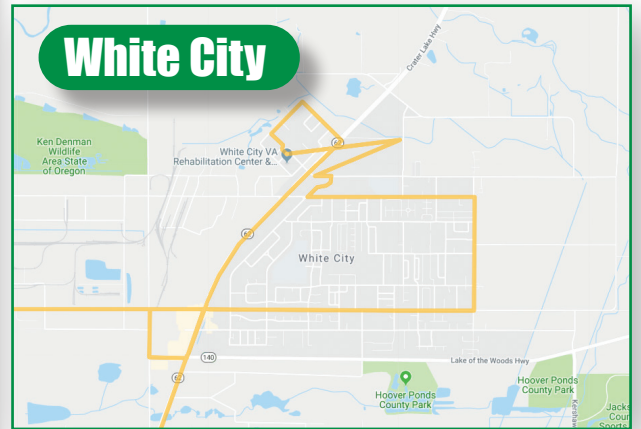 White City
Crater Lake Hwy
Ken Denman
Wildlife
Area State
of Oregon
62
White City VA
Rehabilitation Center &...
62
White City
140
Lake of the Woods Hwy
62
Hoover Ponds
County Park
Hoover Ponds
County Park
Kershaw
Jacks
Coun
Sports